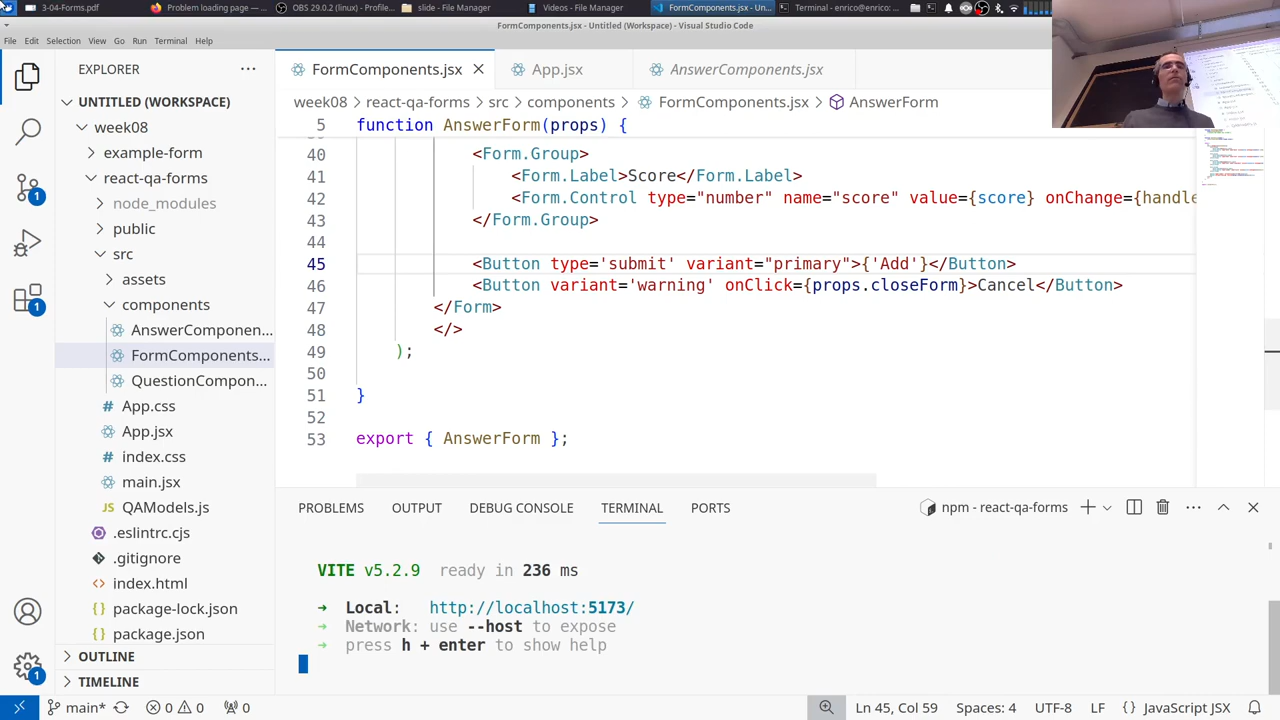 3-04-Forms.pdf
Problem loading page — ...
OBS 29.0.2 - Profile...
slide - File Manager
Videos - File Manager
FormComponents.jsx - Un...
Terminal - enrico@enrico: ...
FormComponents.jsx - Untitled (Workspace) - Visual Studio Code
File Edit Selection View Go Run Terminal Help
EXPLORER
UNTITLED (WORKSPACE)
week08
example-form
react-qa-forms
node_modules
public
src
assets
components
AnswerComponen...
FormComponents...
QuestionCompon...
App.css
App.jsx
index.css
main.jsx
QAModels.js
.eslintrc.cjs
.gitignore
index.html
package-lock.json
package.json
OUTLINE
TIMELINE
FormComponents.jsx
App.jsx
AnswerComponents.js
week08 > react-qa-forms > src > components > FormComponents.jsx > AnswerForm
5 function AnswerForm(props) {
40 <Form.Group>
41 <Form.Label>Score</Form.Label>
42 <Form.Control type="number" name="score" value={score} onChange={handle
43 </Form.Group>
44
45 <Button type='submit' variant="primary">{'Add'}</Button>
46 <Button variant='warning' onClick={props.closeForm}>Cancel</Button>
47 </Form>
48 </>
49 );
50
51 }
52
53 export { AnswerForm };
PROBLEMS OUTPUT DEBUG CONSOLE TERMINAL PORTS
npm - react-qa-forms
VITE v5.2.9 ready in 236 ms
➜ Local: http://localhost:5173/
➜ Network: use --host to expose
➜ press h + enter to show help
1
1
1
main* 0 0 0
Ln 45, Col 59 Spaces: 4 UTF-8 LF {} JavaScript JSX